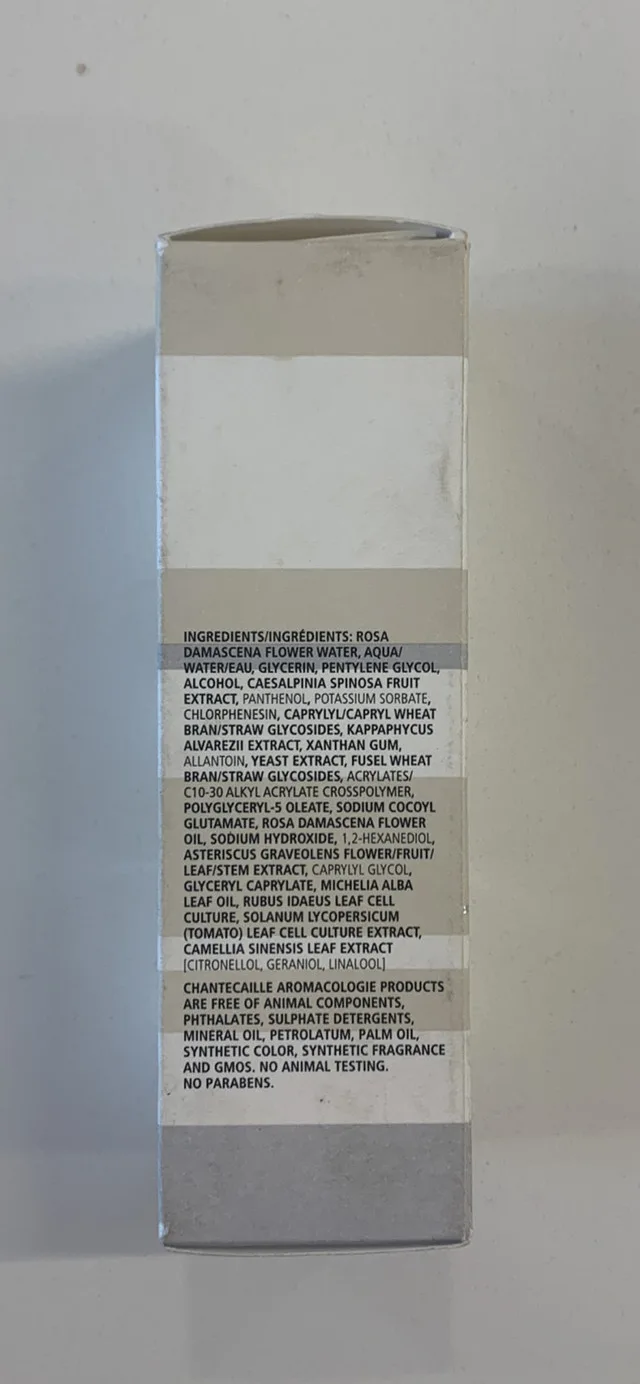 INGREDIENTS/INGRÉDIENTS: ROSA
DAMASCENA FLOWER WATER, AQUA/
WATER/EAU, GLYCERIN, PENTYLENE GLYCOL,
ALCOHOL, CAESALPINIA SPINOSA FRUIT
EXTRACT, PANTHENOL, POTASSIUM SORBATE,
CHLORPHENESIN, CAPRYLYL/CAPRYL WHEAT
BRAN/STRAW GLYCOSIDES, KAPPAPHYCUS
ALVAREZII EXTRACT, XANTHAN GUM,
ALLANTOIN, YEAST EXTRACT, FUSEL WHEAT
BRAN/STRAW GLYCOSIDES, ACRYLATES/
C10-30 ALKYL ACRYLATE CROSSPOLYMER,
POLYGLYCERYL-5 OLEATE, SODIUM COCOYL
GLUTAMATE, ROSA DAMASCENA FLOWER
OIL, SODIUM HYDROXIDE, 1,2-HEXANEDIOL,
ASTERISCUS GRAVEOLENS FLOWER/FRUIT/
LEAF/STEM EXTRACT, CAPRYLYL GLYCOL,
GLYCERYL CAPRYLATE, MICHELIA ALBA
LEAF OIL, RUBUS IDAEUS LEAF CELL
CULTURE, SOLANUM LYCOPERSICUM
(TOMATO) LEAF CELL CULTURE EXTRACT,
CAMELLIA SINENSIS LEAF EXTRACT
[CITRONELLOL, GERANIOL, LINALOOL]
CHANTECAILLE AROMACOLOGIE PRODUCTS
ARE FREE OF ANIMAL COMPONENTS,
PHTHALATES, SULPHATE DETERGENTS,
MINERAL OIL, PETROLATUM, PALM OIL,
SYNTHETIC COLOR, SYNTHETIC FRAGRANCE
AND GMOS. NO ANIMAL TESTING.
NO PARABENS.